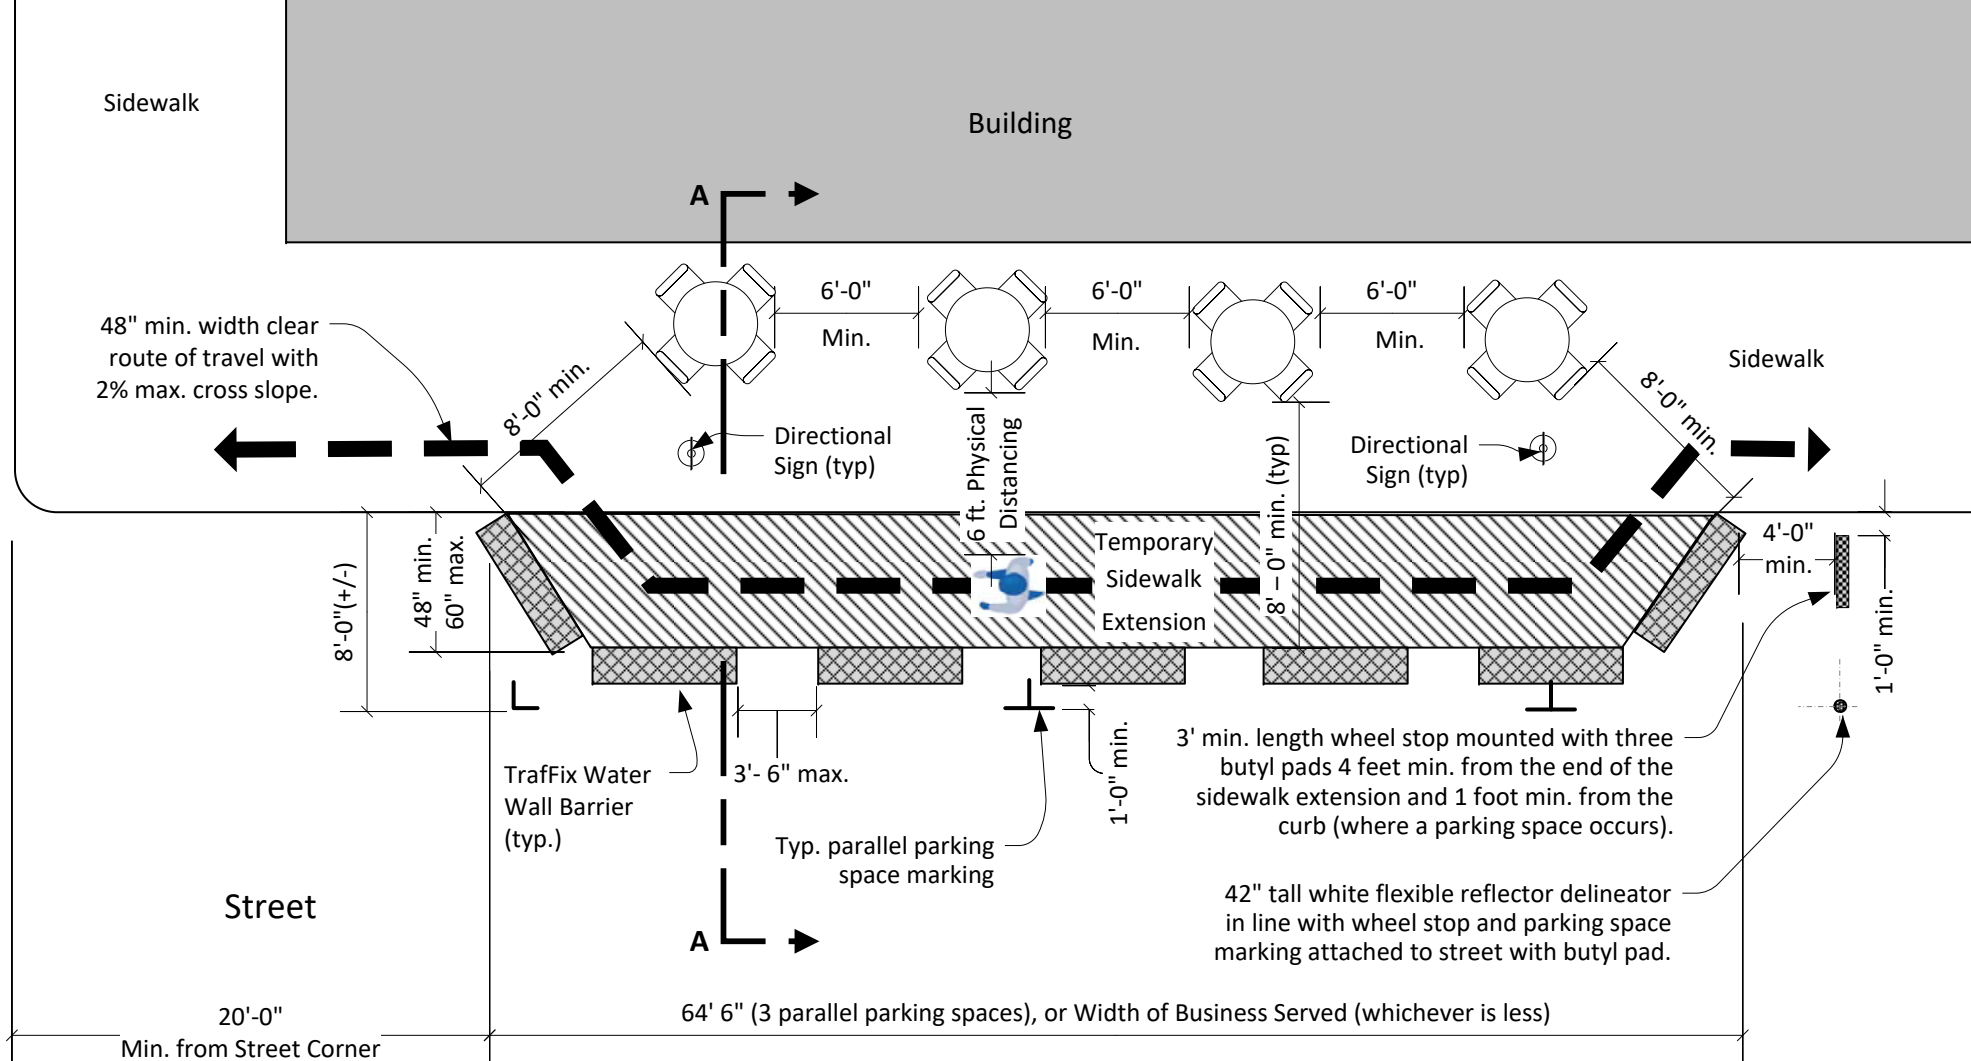 Sidewalk
Building
A
6'-0"
Min.
6'-0"
Min.
6'-0"
Min.
48" min. width clear
route of travel with
2% max. cross slope.
8'-0" min.
Directional
Sign (typ)
6 ft. Physical
Distancing
8' – 0" min. (typ)
Directional
Sign (typ)
8'-0" min.
Sidewalk
8'-0"(+/-)
48" min.
60" max.
Temporary
Sidewalk
Extension
4'-0"
min.
1'-0" min.
TrafFix Water
Wall Barrier
(typ.)
3'- 6" max.
1'-0" min.
Typ. parallel parking
space marking
3' min. length wheel stop mounted with three
butyl pads 4 feet min. from the end of the
sidewalk extension and 1 foot min. from the
curb (where a parking space occurs).
42" tall white flexible reflector delineator
in line with wheel stop and parking space
marking attached to street with butyl pad.
Street
A
20'-0"
Min. from Street Corner
64' 6" (3 parallel parking spaces), or Width of Business Served (whichever is less)